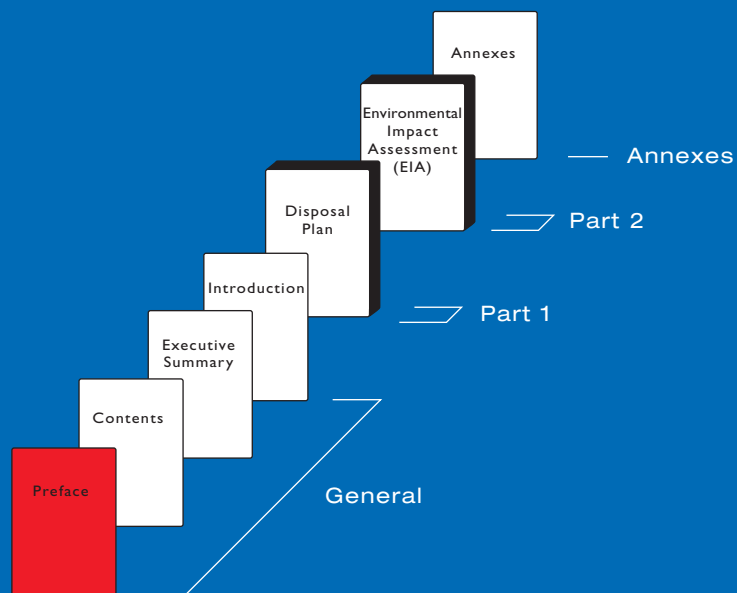 Annexes
Environmental
Impact
Assessment
(EIA)
Annexes
Disposal
Plan
Part 2
Introduction
Part 1
Executive
Summary
Contents
General
Preface